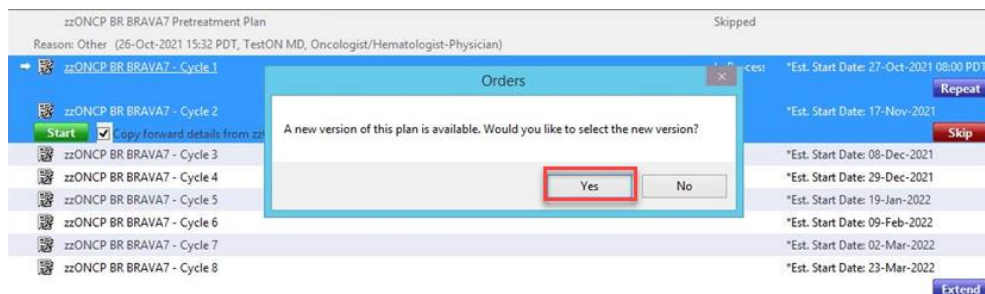 zzONCP BR BRAVA7 Pretreatment Plan Skipped
Reason: Other (26-Oct-2021 15:32 PDT, TestON MD, Oncologist/Hematologist-Physician)
zzONCP BR BRAVA7 - Cycle 1 *Est. Start Date: 27-Oct-2021 08:00 PDT
Orders
Repeat
zzONCP BR BRAVA7 - Cycle 2 *Est. Start Date: 17-Nov-2021
Start Copy forward details from Skip
A new version of this plan is available. Would you like to select the new version?
Yes No
zzONCP BR BRAVA7 - Cycle 3 *Est. Start Date: 08-Dec-2021
zzONCP BR BRAVA7 - Cycle 4 *Est. Start Date: 29-Dec-2021
zzONCP BR BRAVA7 - Cycle 5 *Est. Start Date: 19-Jan-2022
zzONCP BR BRAVA7 - Cycle 6 *Est. Start Date: 09-Feb-2022
zzONCP BR BRAVA7 - Cycle 7 *Est. Start Date: 02-Mar-2022
zzONCP BR BRAVA7 - Cycle 8 *Est. Start Date: 23-Mar-2022
Extend